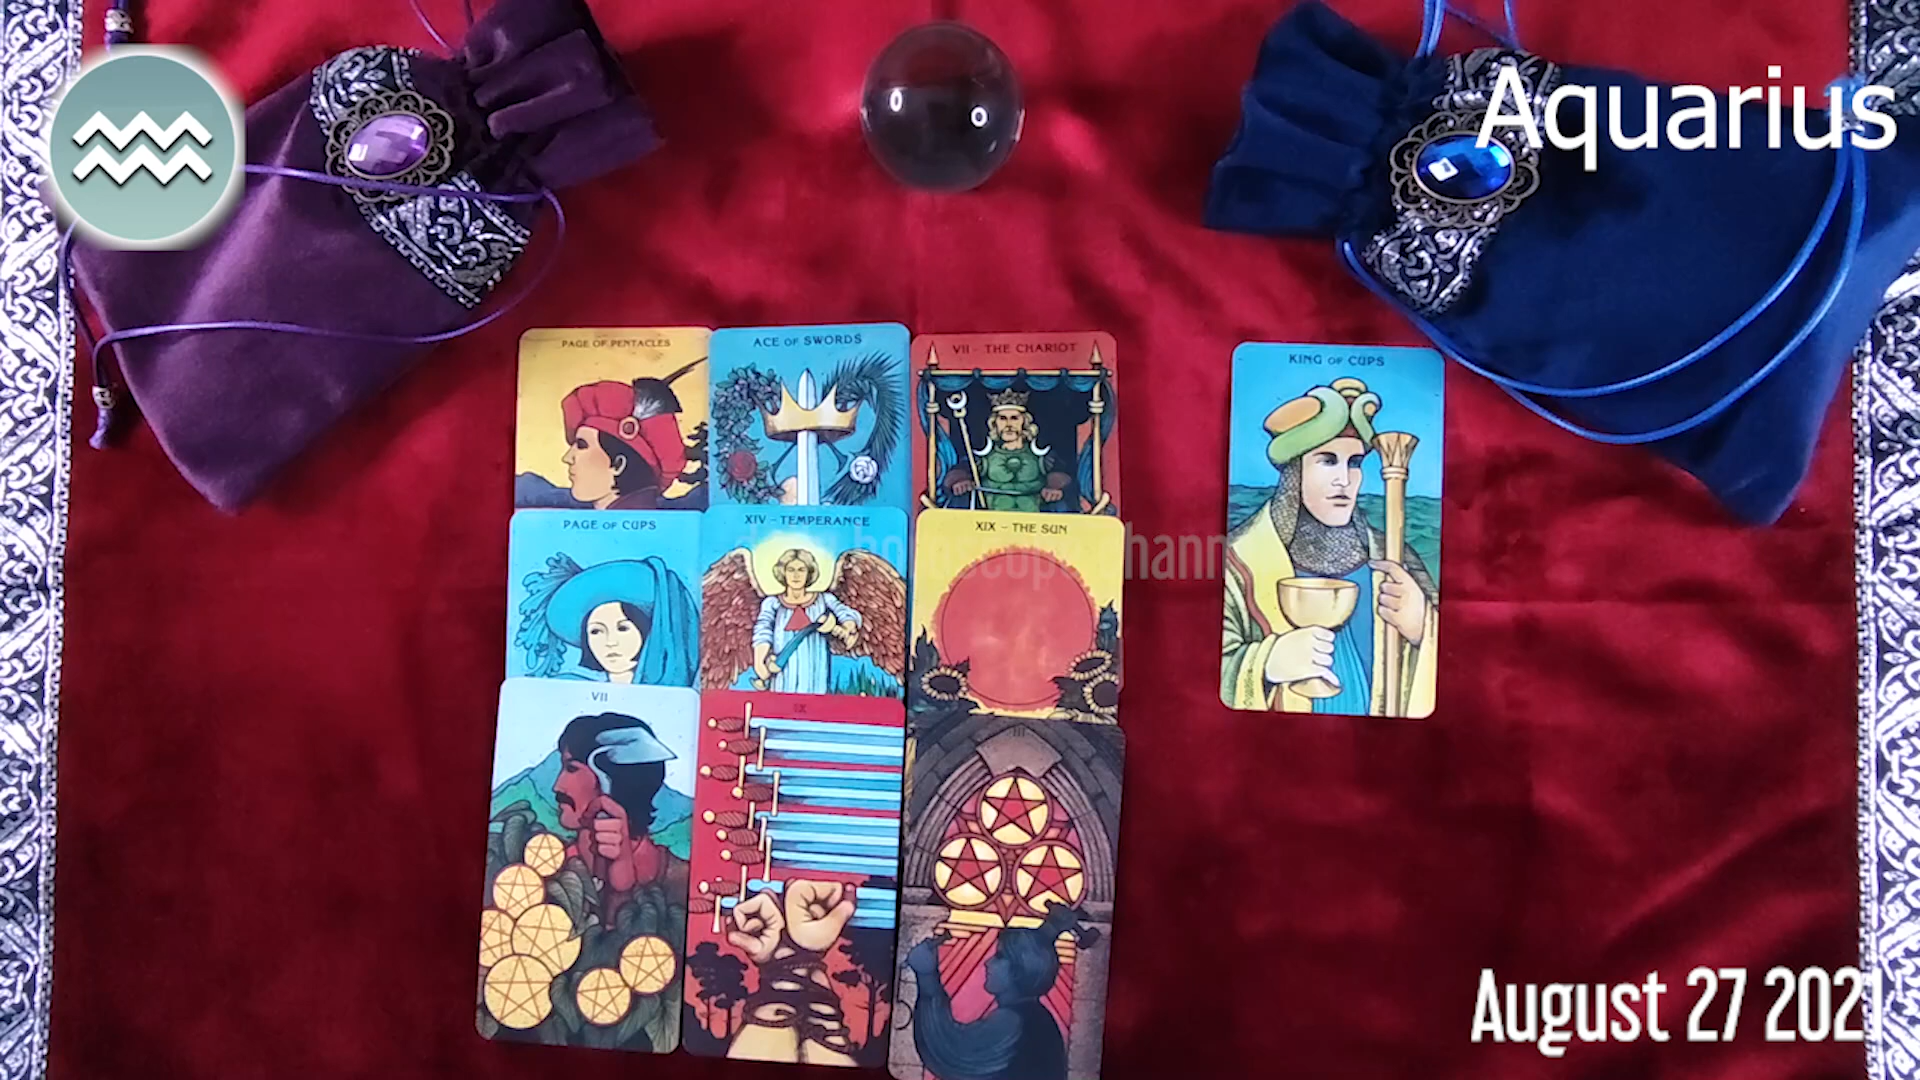 Aquarius
PAGE OF PENTACLES
ACE OF SWORDS
VII - THE CHARIOT
KING OF CUPS
PAGE OF CUPS
XIV - TEMPERANCE
XIX - THE SUN
VII
IX
III
August 27 2021